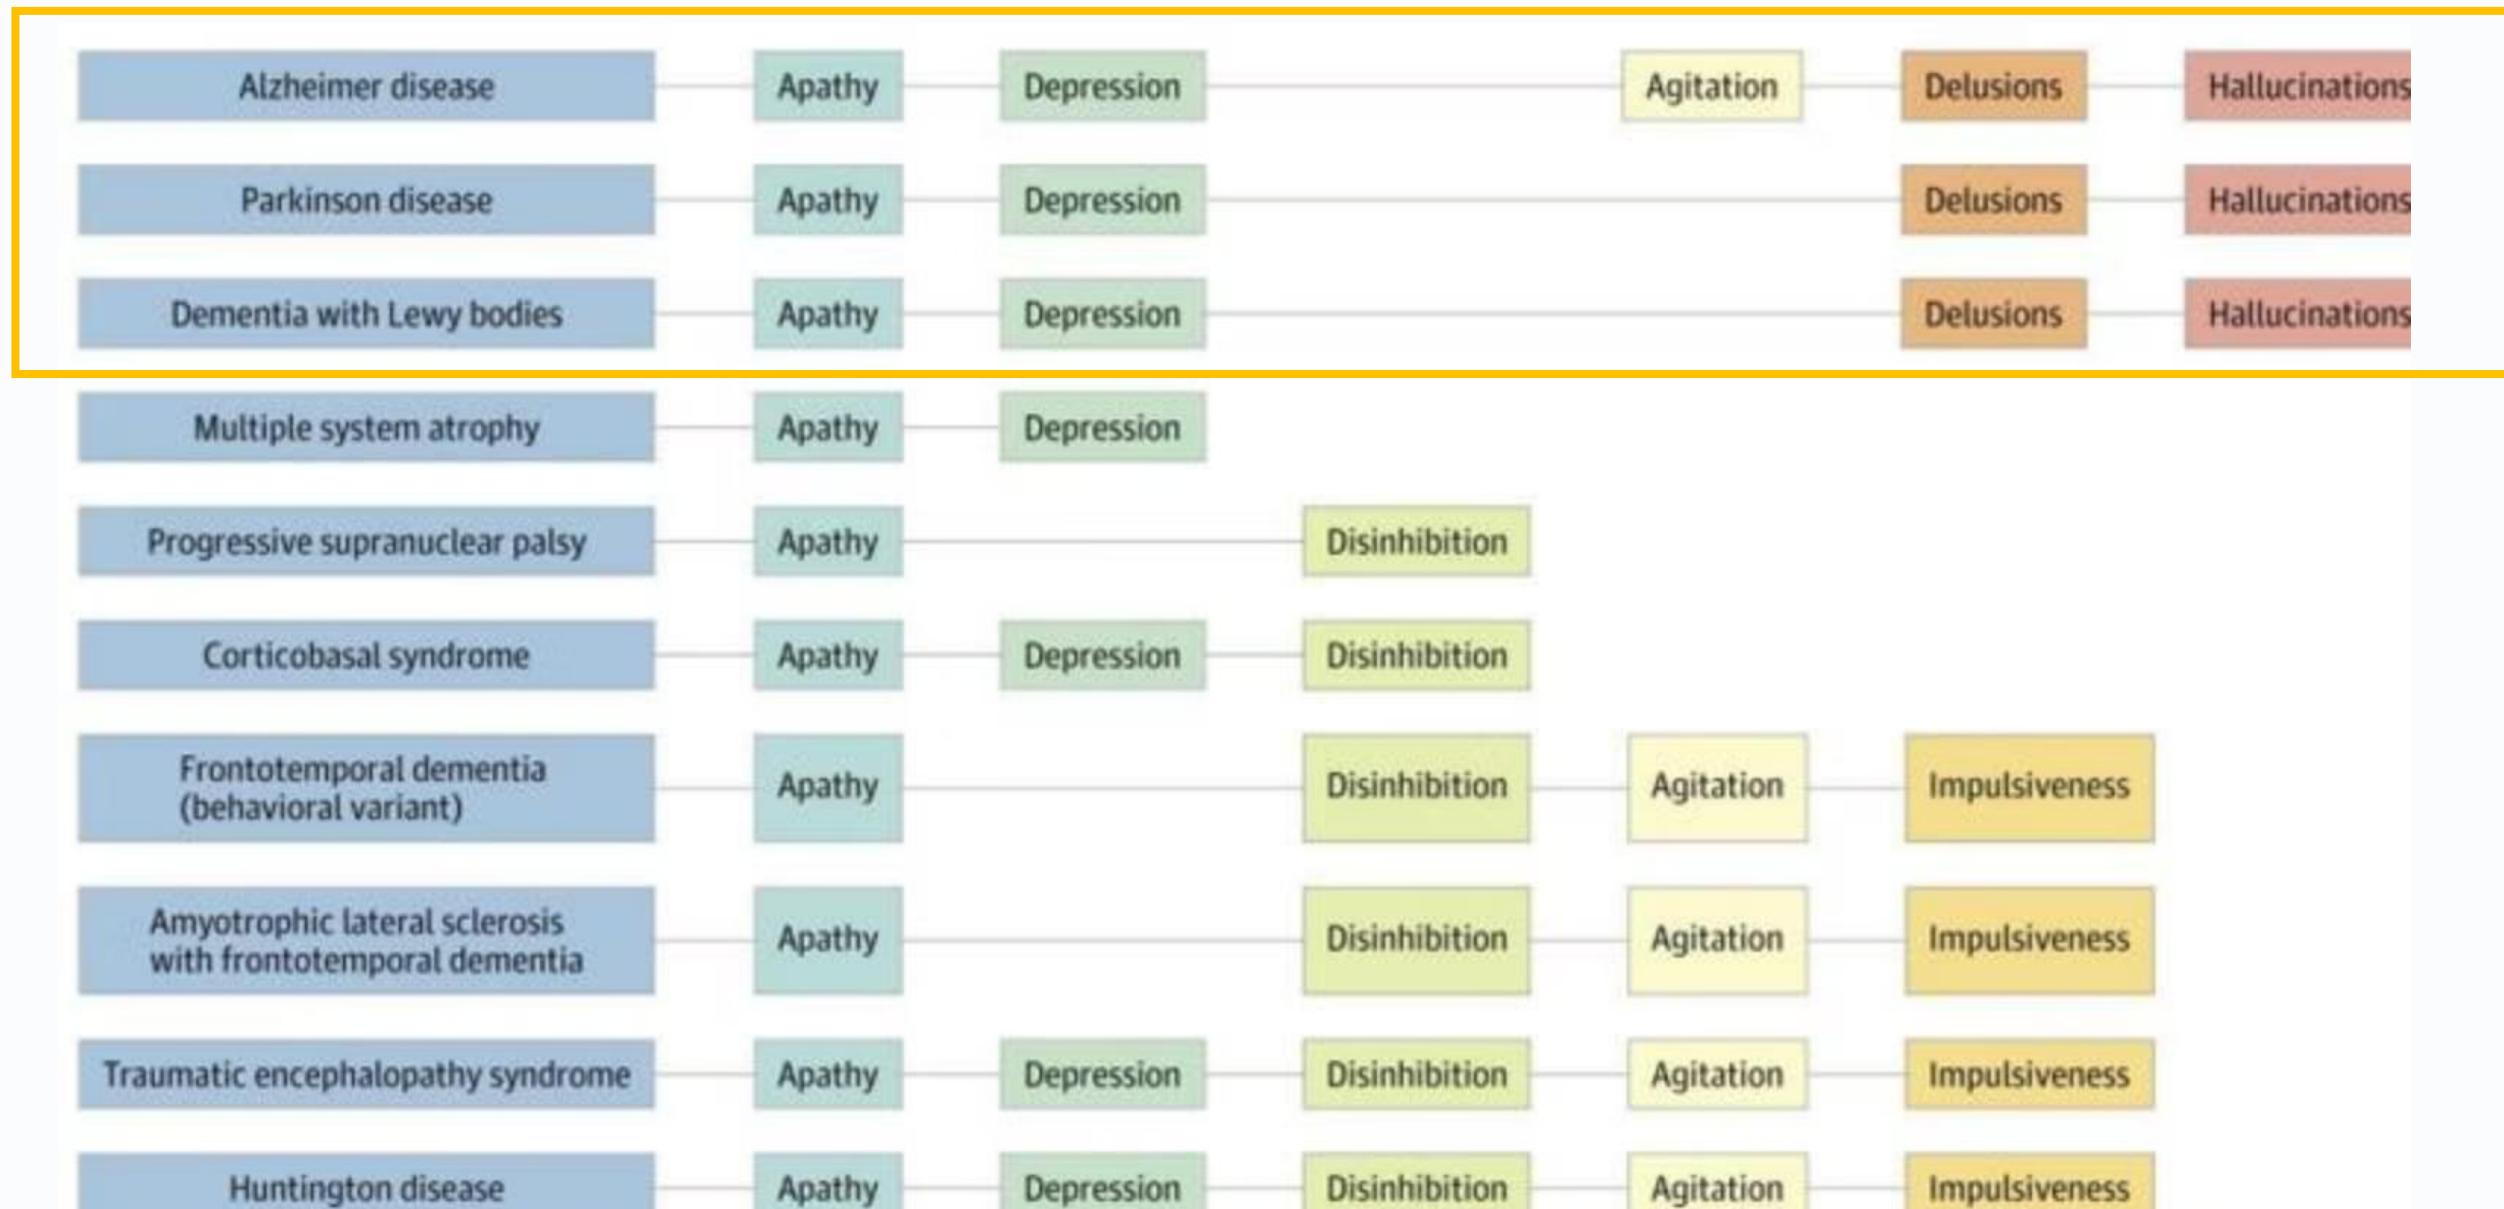 Alzheimer disease Apathy Depression Agitation Delusions Hallucinations
Parkinson disease Apathy Depression Delusions Hallucinations
Dementia with Lewy bodies Apathy Depression Delusions Hallucinations
Multiple system atrophy Apathy Depression
Progressive supranuclear palsy Apathy Disinhibition
Corticobasal syndrome Apathy Depression Disinhibition
Frontotemporal dementia
(behavioral variant)
Apathy Disinhibition Agitation Impulsiveness
Amyotrophic lateral sclerosis
with frontotemporal dementia
Apathy Disinhibition Agitation Impulsiveness
Traumatic encephalopathy syndrome Apathy Depression Disinhibition Agitation Impulsiveness
Huntington disease Apathy Depression Disinhibition Agitation Impulsiveness